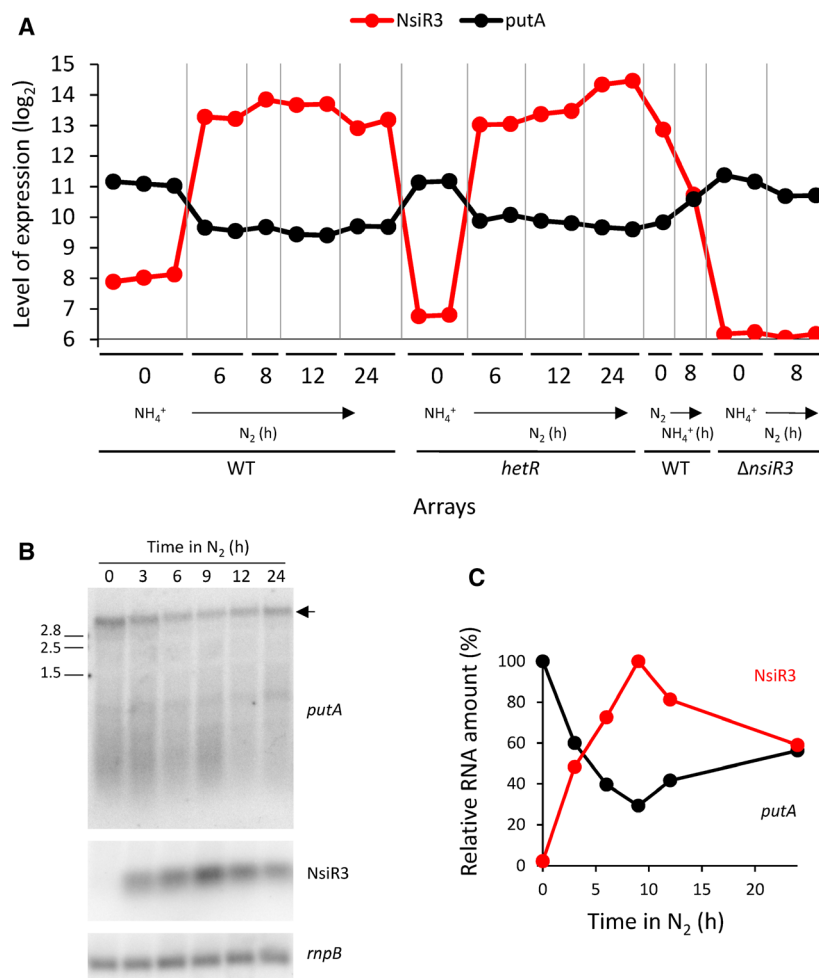 NsiR3 putA
A
Level of expression (log₂)
15
14
13
12
11
10
9
8
7
6
0 6 8 12 24 0 6 12 24 0 8 0 8
NH₄⁺ NH₄⁺ N₂ NH₄⁺
N₂ (h) N₂ (h) NH₄⁺ (h) N₂ (h)
WT hetR WT ΔnsiR3
Arrays
B
Time in N₂ (h)
0 3 6 9 12 24
2.8
2.5
1.5
putA
NsiR3
rnpB
C
Relative RNA amount (%)
100
80
60
40
20
0
NsiR3
putA
0 5 10 15 20
Time in N₂ (h)